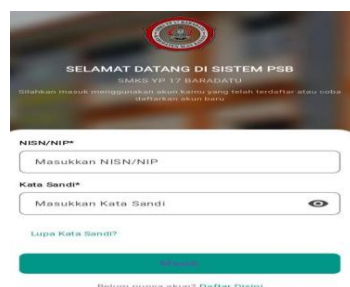 SELAMAT DATANG DI SISTEM PSB
SMKS YP 17 BARADATU
Silahkan masuk menggunakan akun kamu yang telah terdaftar atau coba
daftarkan akun baru
NISN/NIP*
Masukkan NISN/NIP
Kata Sandi*
Masukkan Kata Sandi
Lupa Kata Sandi?
Masuk
Belum punya akun? Daftar Disini